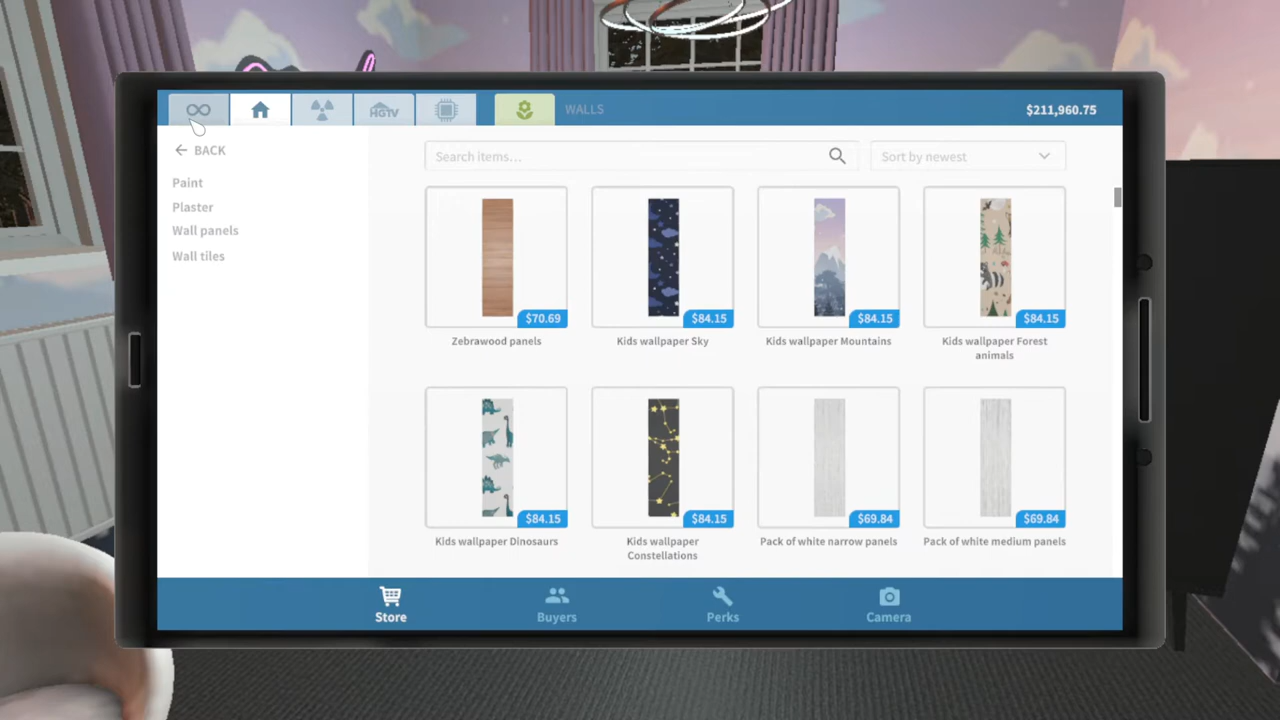 HGTV
WALLS
$211,960.75
BACK
Paint
Plaster
Wall panels
Wall tiles
Search items...
Sort by newest
$70.69
$84.15
$84.15
$84.15
Zebrawood panels
Kids wallpaper Sky
Kids wallpaper Mountains
Kids wallpaper Forest
animals
$84.15
$84.15
$69.84
$69.84
Kids wallpaper Dinosaurs
Kids wallpaper
Constellations
Pack of white narrow panels
Pack of white medium panels
Store
Buyers
Perks
Camera